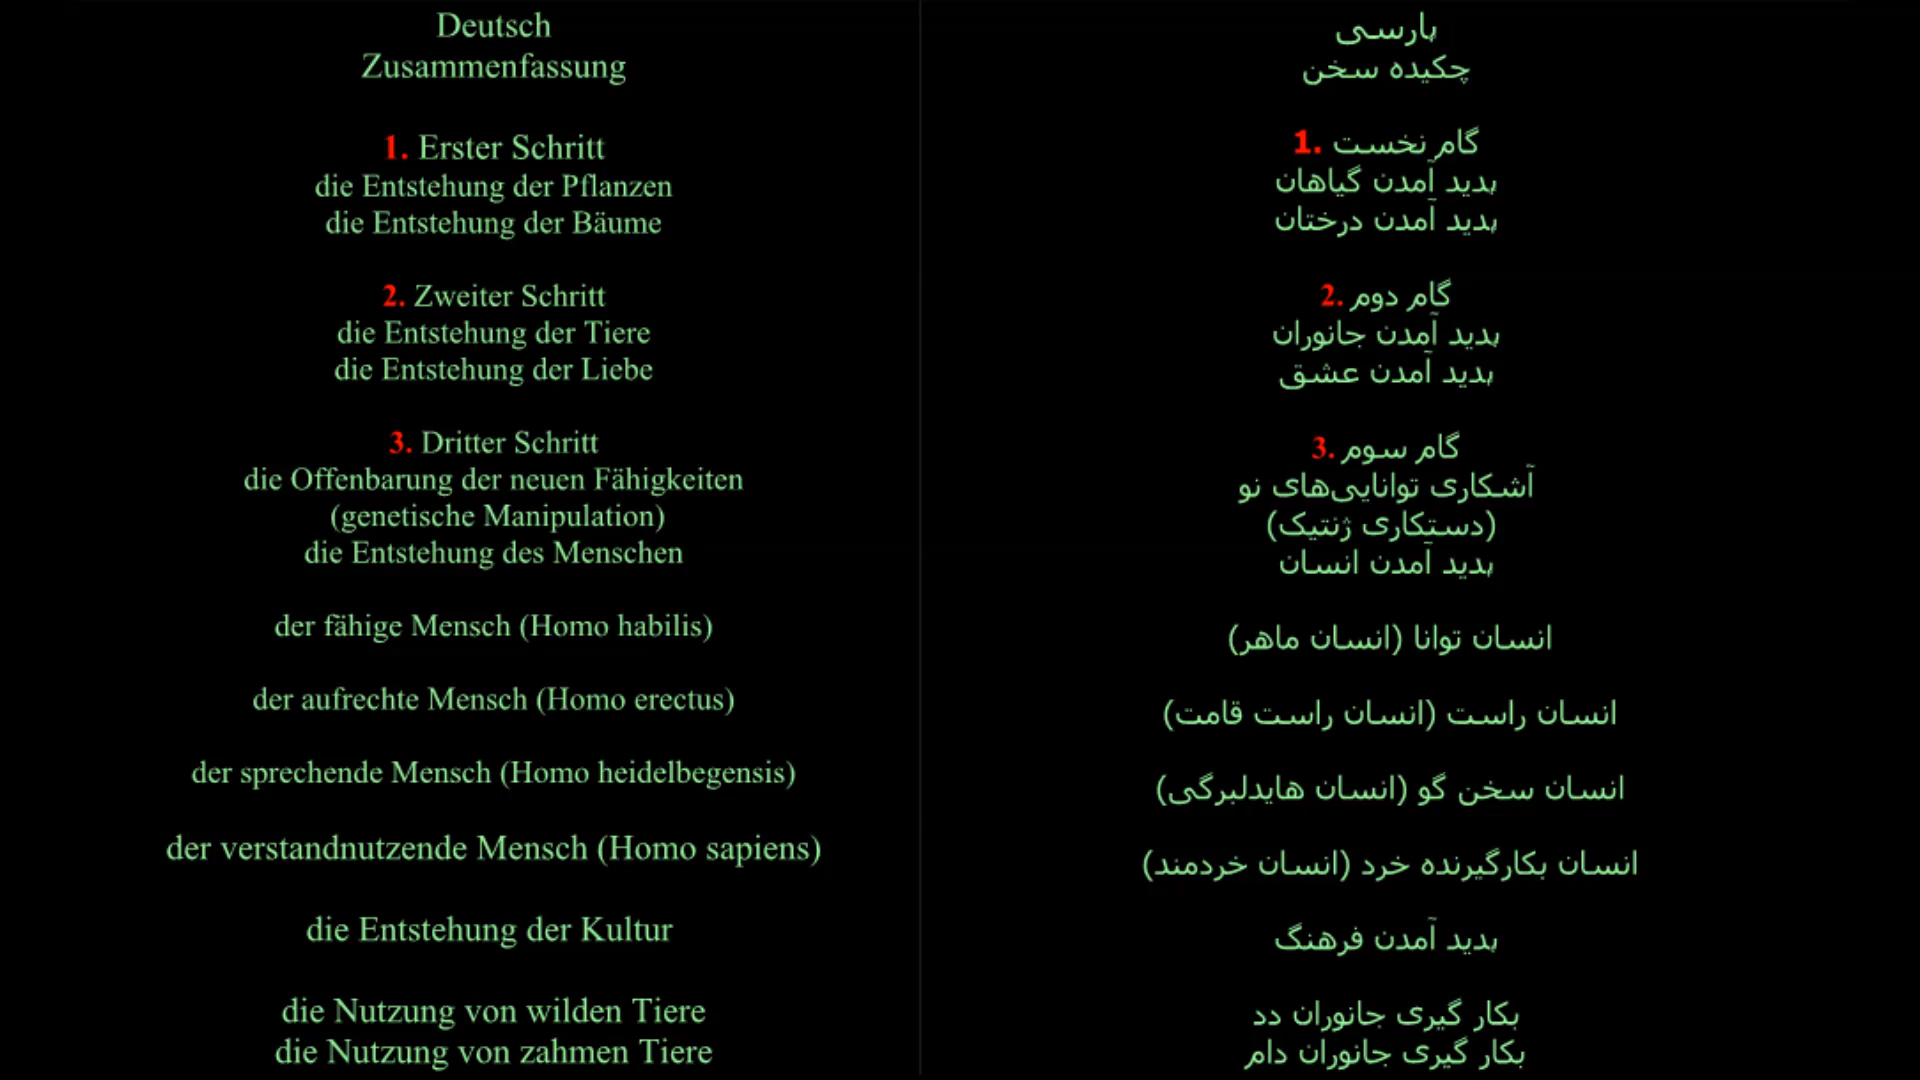 Deutsch
Zusammenfassung
1. Erster Schritt
die Entstehung der Pflanzen
die Entstehung der Bäume
2. Zweiter Schritt
die Entstehung der Tiere
die Entstehung der Liebe
3. Dritter Schritt
die Offenbarung der neuen Fähigkeiten
(genetische Manipulation)
die Entstehung des Menschen
der fähige Mensch (Homo habilis)
der aufrechte Mensch (Homo erectus)
der sprechende Mensch (Homo heidelbegensis)
der verstandnutzende Mensch (Homo sapiens)
die Entstehung der Kultur
die Nutzung von wilden Tiere
die Nutzung von zahmen Tiere
پارسی
چکیده سخن
گام نخست .1
پدید آمدن گیاهان
پدید آمدن درختان
گام دوم .2
پدید آمدن جانوران
پدید آمدن عشق
گام سوم .3
آشکاری توانایی‌های نو
(دستکاری ژنتیک)
پدید آمدن انسان
انسان توانا (انسان ماهر)
انسان راست (انسان راست قامت)
انسان سخن گو (انسان هایدلبرگی)
انسان بکارگیرنده خرد (انسان خردمند)
پدید آمدن فرهنگ
بکار گیری جانوران دد
بکار گیری جانوران دام